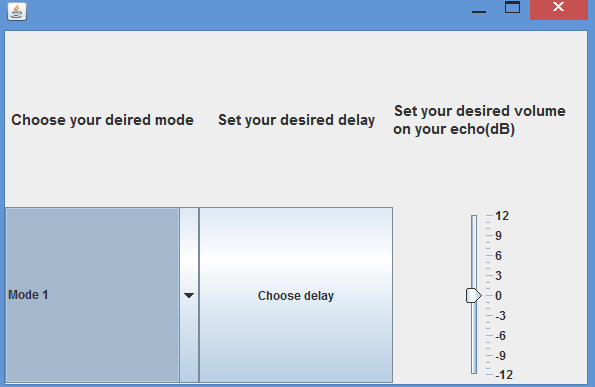 Choose your deired mode
Set your desired delay
Set your desired volume
on your echo(dB)
Mode 1
Choose delay
12
9
6
3
0
-3
-6
-9
-12